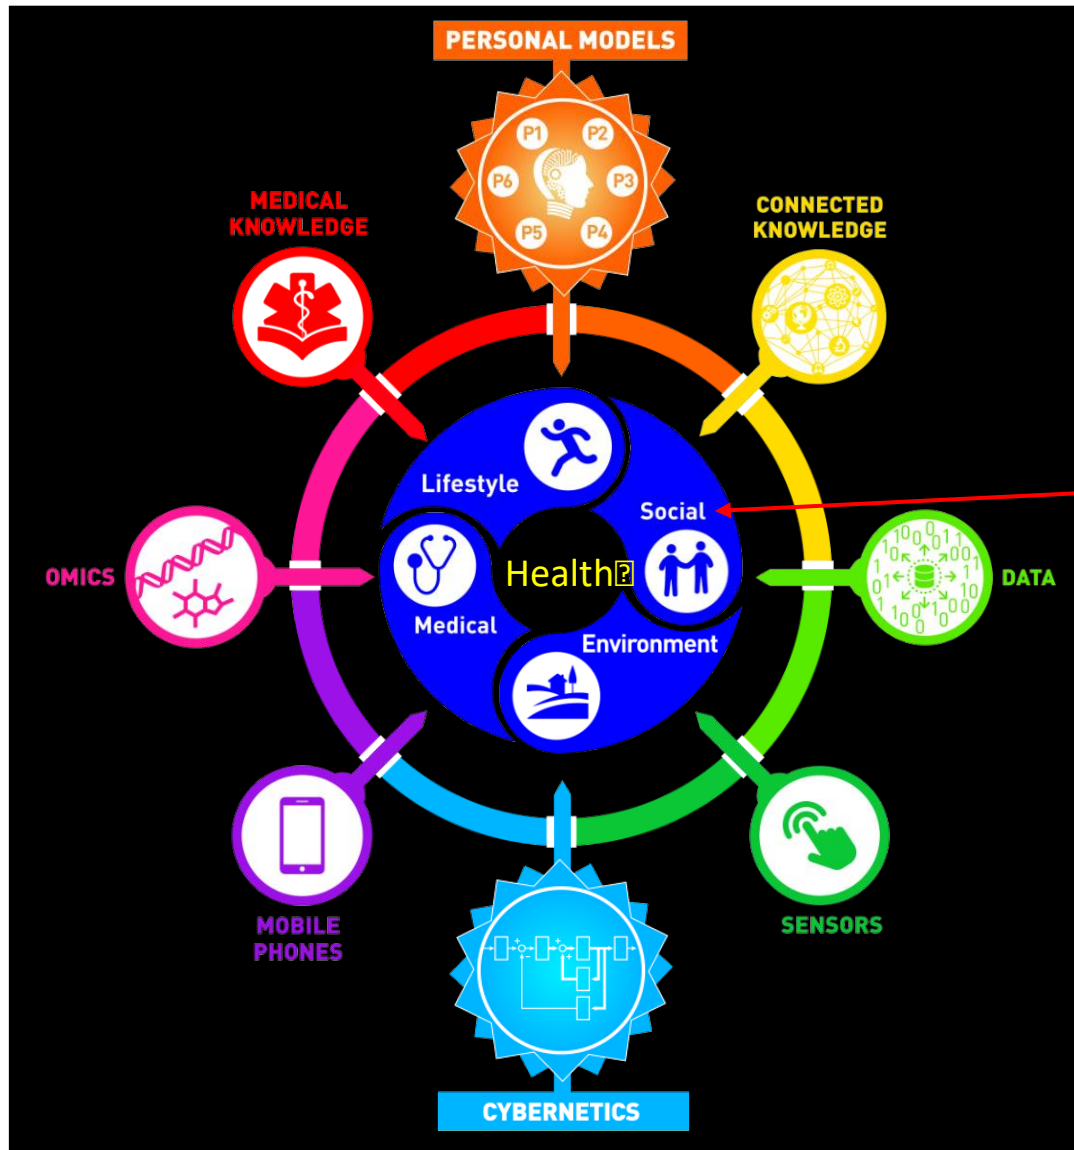 PERSONAL MODELS
P1
P2
P6
P3
P5
P4
MEDICAL
KNOWLEDGE
CONNECTED
KNOWLEDGE
Lifestyle
Social
Health⍰
OMICS
DATA
Medical
Environment
MOBILE
PHONES
SENSORS
CYBERNETICS